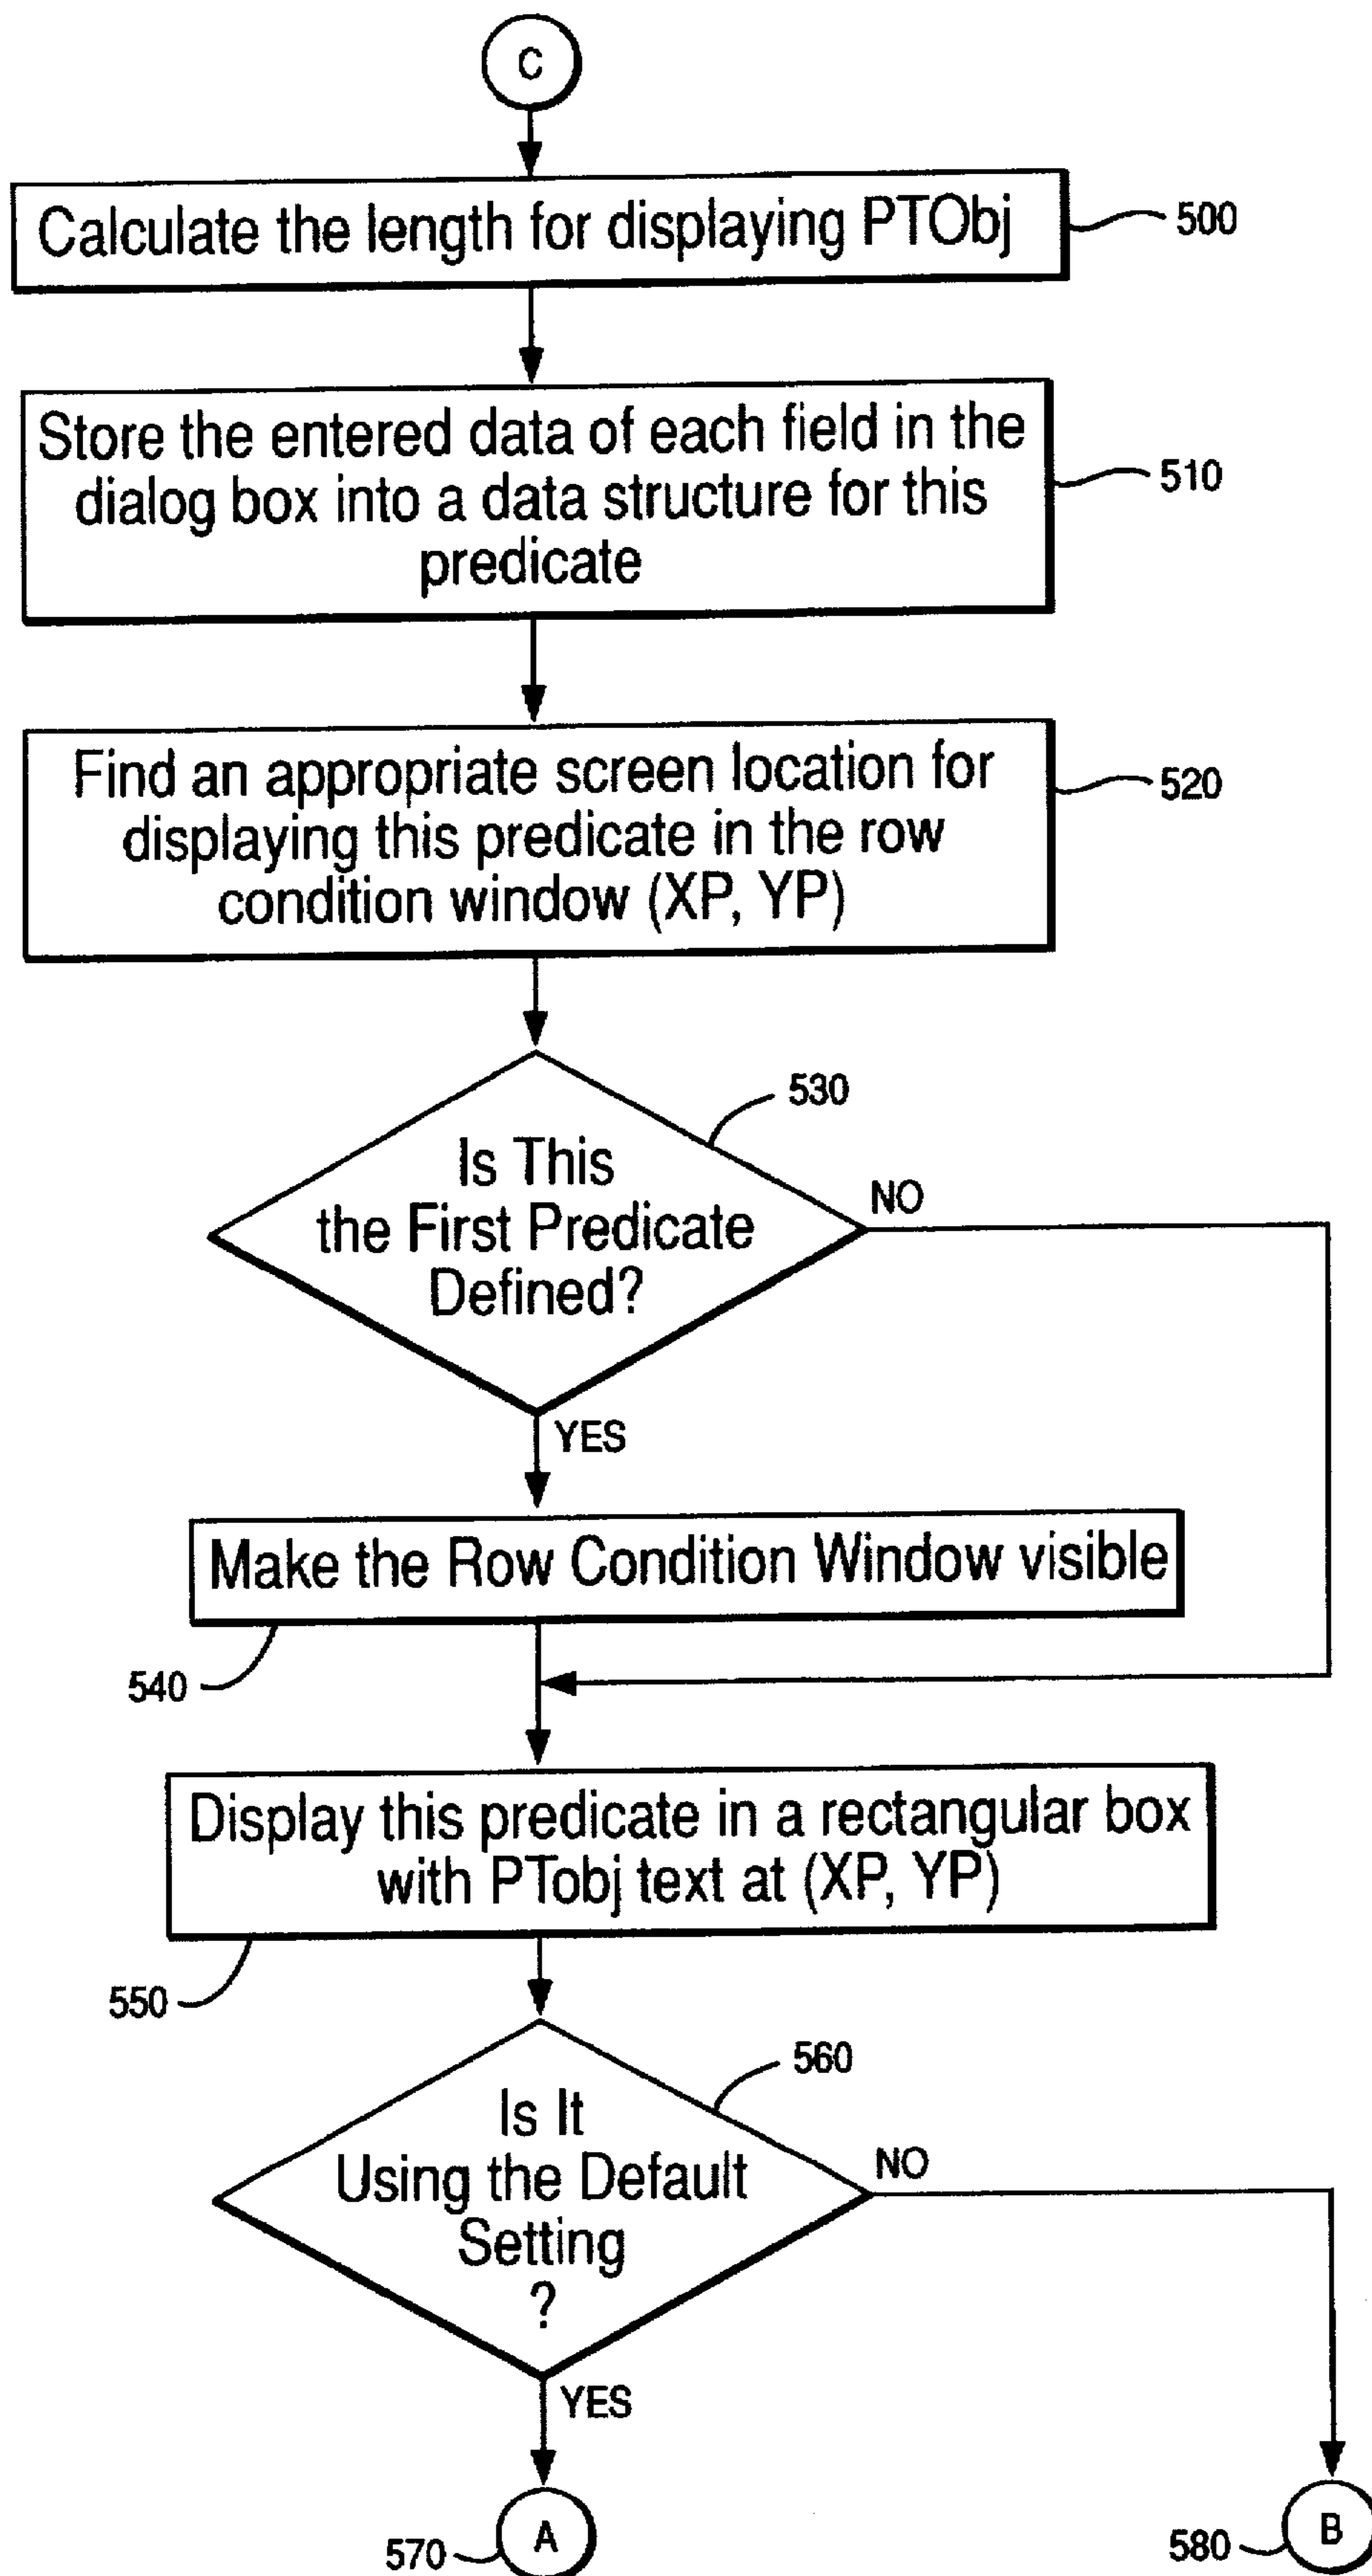 C
Calculate the length for displaying PTObj
500
Store the entered data of each field in the
dialog box into a data structure for this
predicate
510
Find an appropriate screen location for
displaying this predicate in the row
condition window (XP, YP)
520
530
Is This
the First Predicate
Defined?
NO
YES
Make the Row Condition Window visible
540
Display this predicate in a rectangular box
with PTobj text at (XP, YP)
550
560
Is It
Using the Default
Setting
?
NO
YES
A
570
B
580